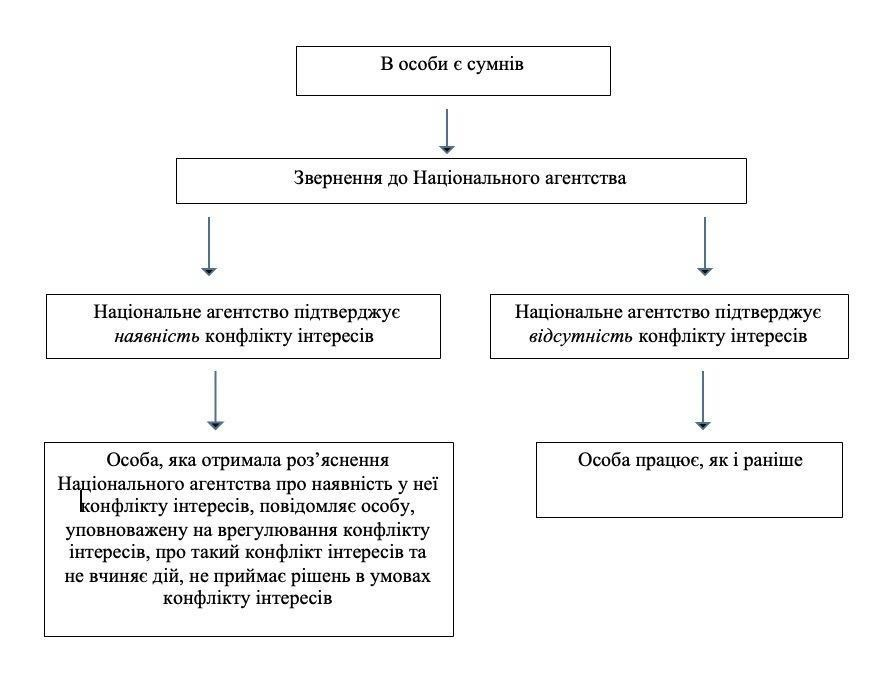 В особи є сумнів
Звернення до Національного агентства
Національне агентство підтверджує
наявність конфлікту інтересів
Національне агентство підтверджує
відсутність конфлікту інтересів
Особа, яка отримала роз’яснення
Національного агентства про наявність у неї
конфлікту інтересів, повідомляє особу,
уповноважену на врегулювання конфлікту
інтересів, про такий конфлікт інтересів та
не вчиняє дій, не приймає рішень в умовах
конфлікту інтересів
Особа працює, як і раніше